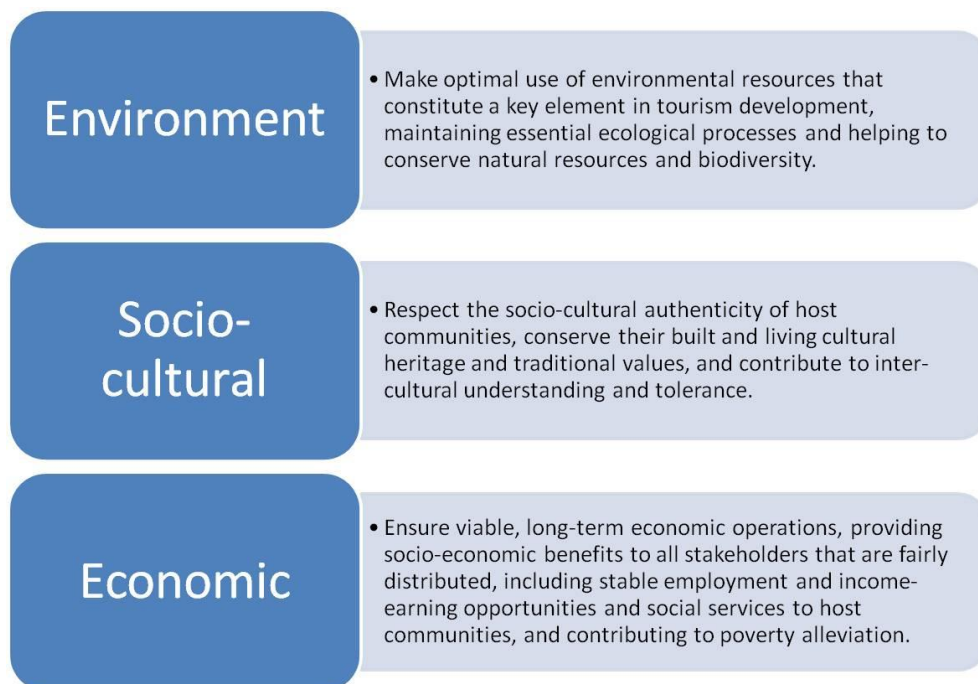 Environment
• Make optimal use of environmental resources that
constitute a key element in tourism development,
maintaining essential ecological processes and helping to
conserve natural resources and biodiversity.
Socio-
cultural
• Respect the socio-cultural authenticity of host
communities, conserve their built and living cultural
heritage and traditional values, and contribute to inter-
cultural understanding and tolerance.
Economic
• Ensure viable, long-term economic operations, providing
socio-economic benefits to all stakeholders that are fairly
distributed, including stable employment and income-
earning opportunities and social services to host
communities, and contributing to poverty alleviation.